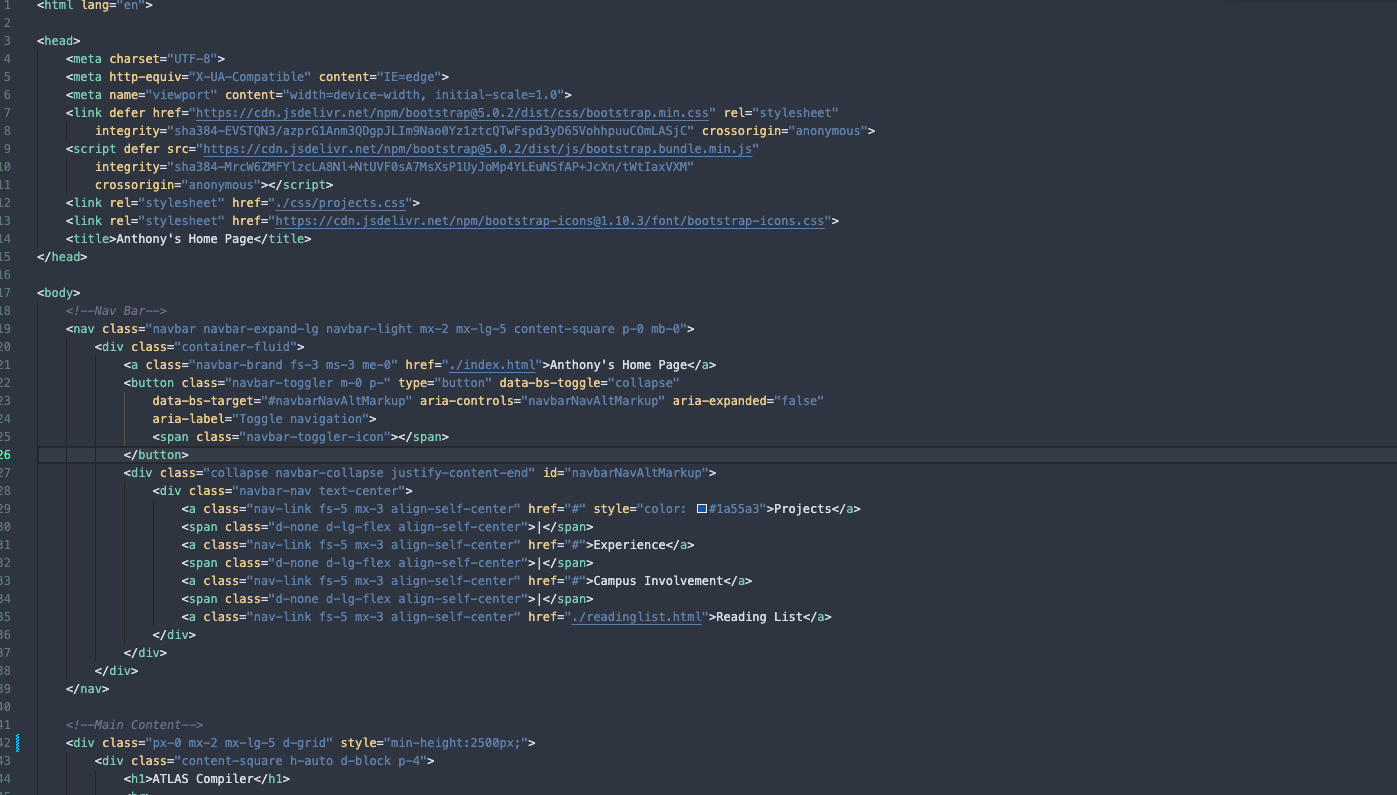 1 <html lang="en">
2
3 <head>
4 <meta charset="UTF-8">
5 <meta http-equiv="X-UA-Compatible" content="IE=edge">
6 <meta name="viewport" content="width=device-width, initial-scale=1.0">
7 <link defer href="https://cdn.jsdelivr.net/npm/bootstrap@5.0.2/dist/css/bootstrap.min.css" rel="stylesheet"
8 integrity="sha384-EVSTQN3/azprG1Anm3QDgpJLIm9Nao0Yz1ztcQTwFspd3yD65VohhpuuCOmLASjC" crossorigin="anonymous">
9 <script defer src="https://cdn.jsdelivr.net/npm/bootstrap@5.0.2/dist/js/bootstrap.bundle.min.js"
10 integrity="sha384-MrcW6ZMFYlzcLA8Nl+NtUVF0sA7MsXsP1UyJoMp4YLEuNSfAP+JcXn/tWtIaxVXM"
11 crossorigin="anonymous"></script>
12 <link rel="stylesheet" href="./css/projects.css">
13 <link rel="stylesheet" href="https://cdn.jsdelivr.net/npm/bootstrap-icons@1.10.3/font/bootstrap-icons.css">
14 <title>Anthony's Home Page</title>
15 </head>
16
17 <body>
18 <!--Nav Bar-->
19 <nav class="navbar navbar-expand-lg navbar-light mx-2 mx-lg-5 content-square p-0 mb-0">
20 <div class="container-fluid">
21 <a class="navbar-brand fs-3 ms-3 me-0" href="./index.html">Anthony's Home Page</a>
22 <button class="navbar-toggler m-0 p-" type="button" data-bs-toggle="collapse"
23 data-bs-target="#navbarNavAltMarkup" aria-controls="navbarNavAltMarkup" aria-expanded="false"
24 aria-label="Toggle navigation">
25 <span class="navbar-toggler-icon"></span>
26 </button>
27 <div class="collapse navbar-collapse justify-content-end" id="navbarNavAltMarkup">
28 <div class="navbar-nav text-center">
29 <a class="nav-link fs-5 mx-3 align-self-center" href="#" style="color: #1a55a3">Projects</a>
30 <span class="d-none d-lg-flex align-self-center">|</span>
31 <a class="nav-link fs-5 mx-3 align-self-center" href="#">Experience</a>
32 <span class="d-none d-lg-flex align-self-center">|</span>
33 <a class="nav-link fs-5 mx-3 align-self-center" href="#">Campus Involvement</a>
34 <span class="d-none d-lg-flex align-self-center">|</span>
35 <a class="nav-link fs-5 mx-3 align-self-center" href="./readinglist.html">Reading List</a>
36 </div>
37 </div>
38 </div>
39 </nav>
40
41 <!--Main Content-->
42 <div class="px-0 mx-2 mx-lg-5 d-grid" style="min-height:2500px;">
43 <div class="content-square h-auto d-block p-4">
44 <h1>ATLAS Compiler</h1>